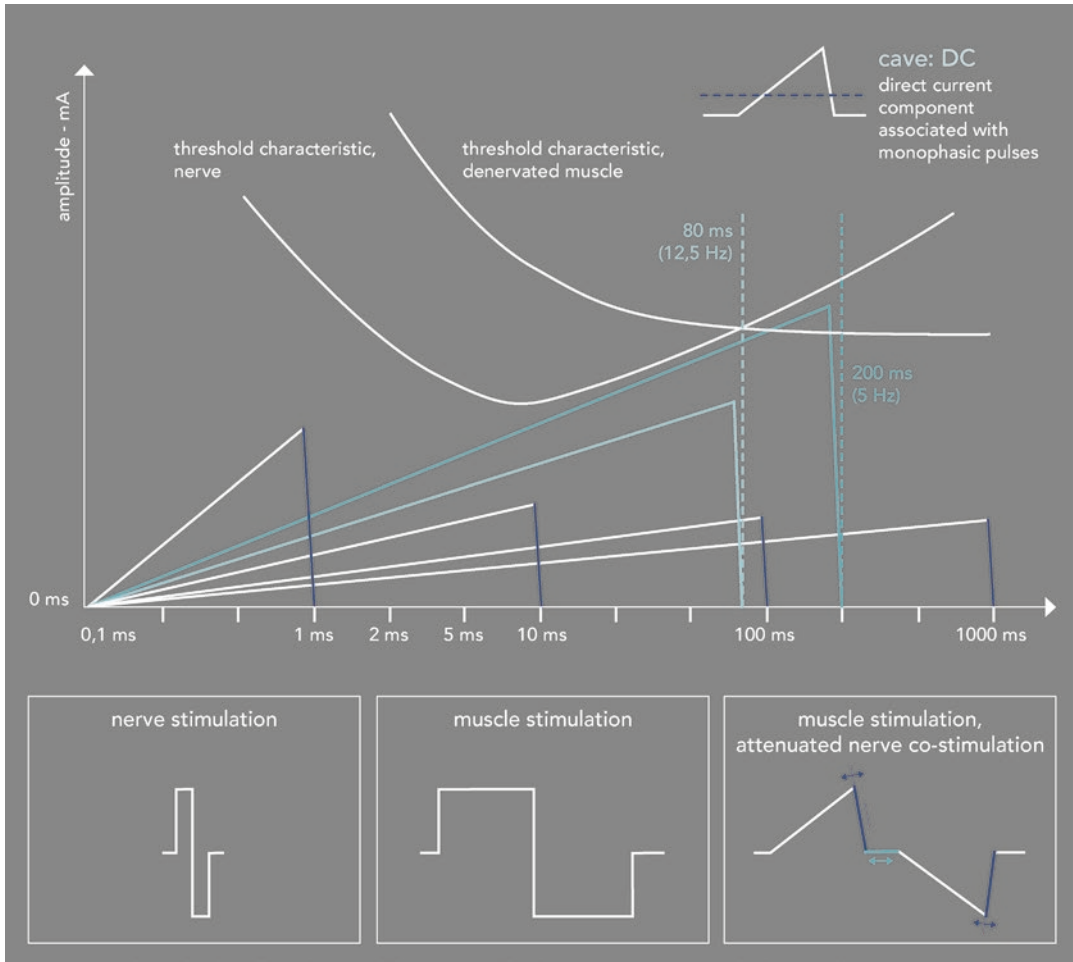 cave: DC
direct current
component
associated with
monophasic pulses
amplitude - mA
threshold characteristic,
nerve
threshold characteristic,
denervated muscle
80 ms
(12,5 Hz)
200 ms
(5 Hz)
0 ms
0,1 ms
1 ms
2 ms
5 ms
10 ms
100 ms
1000 ms
nerve stimulation
muscle stimulation
muscle stimulation,
attenuated nerve co-stimulation